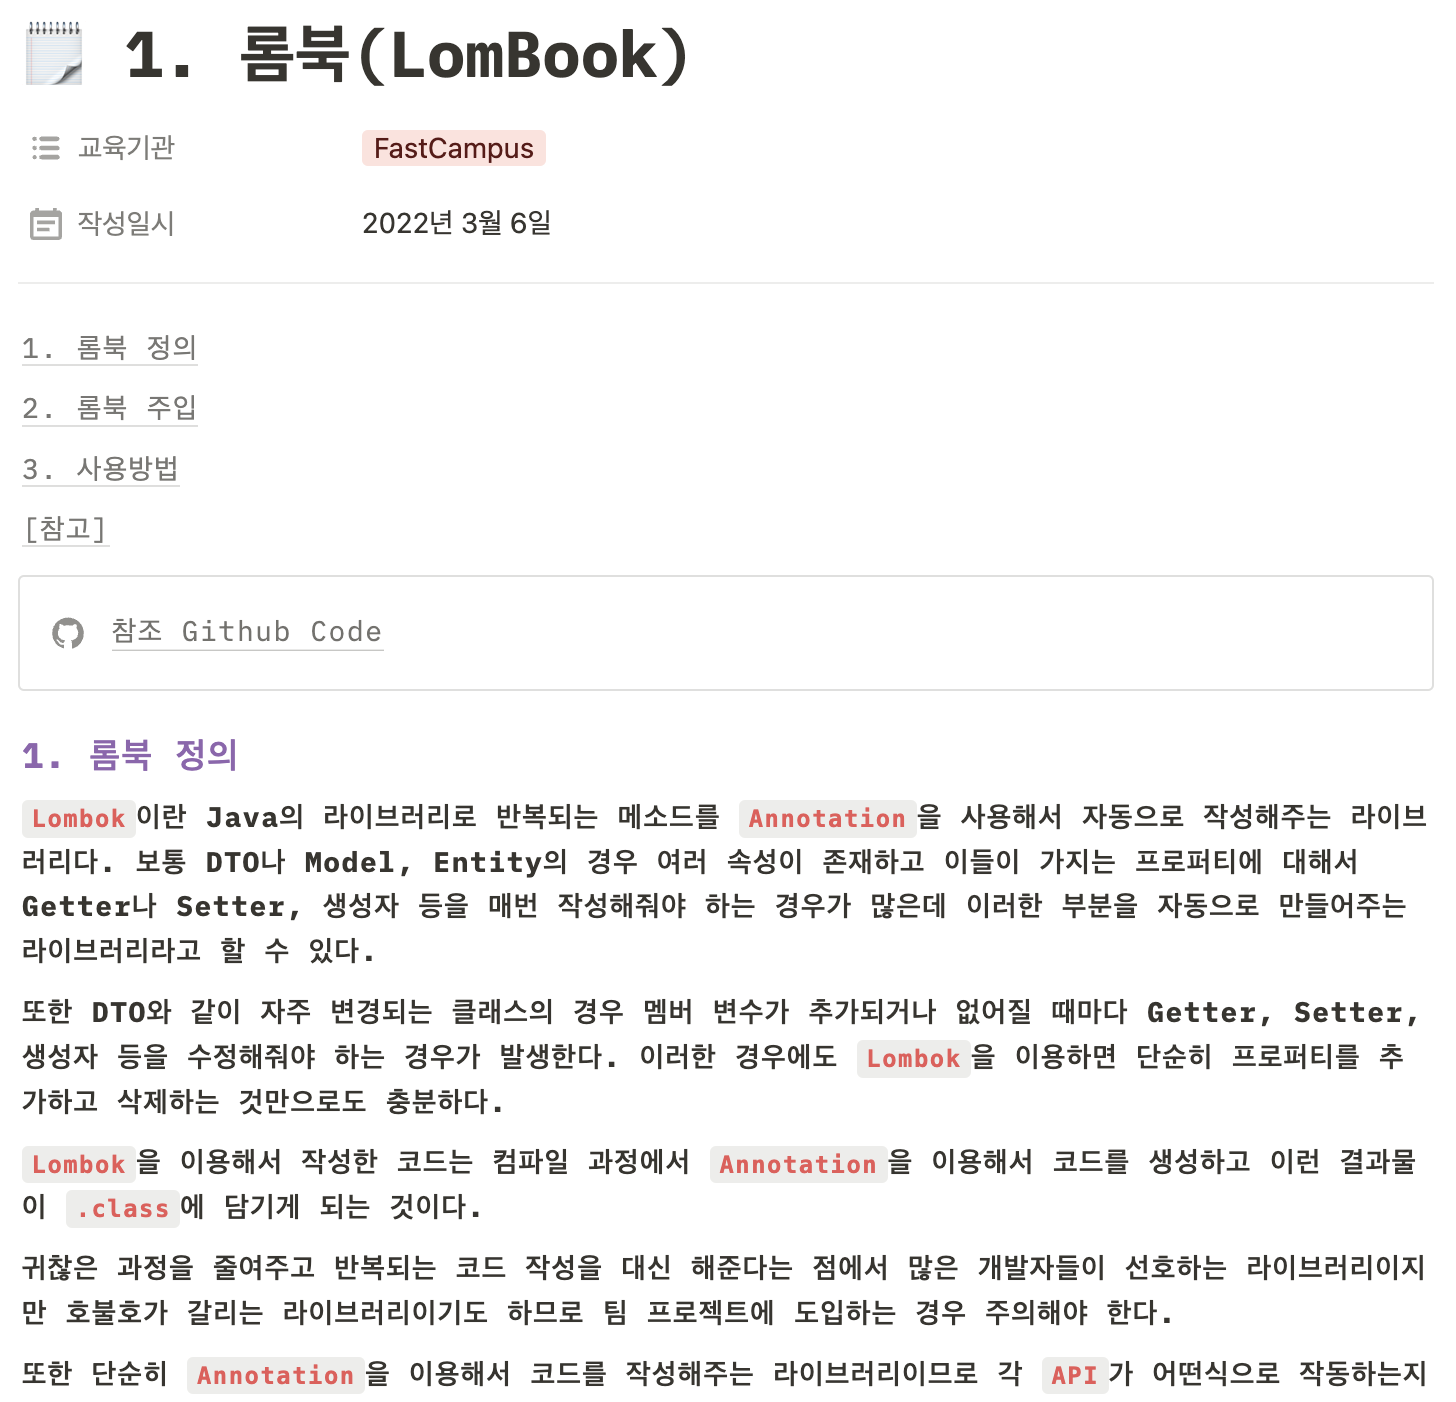 1. 롬북(LomBook)
교육기관 FastCampus
작성일시 2022년 3월 6일
1. 롬북 정의
2. 롬북 주입
3. 사용방법
[참고]
참조 Github Code
1. 롬북 정의
Lombok이란 Java의 라이브러리로 반복되는 메소드를 Annotation을 사용해서 자동으로 작성해주는 라이브
러리다. 보통 DTO나 Model, Entity의 경우 여러 속성이 존재하고 이들이 가지는 프로퍼티에 대해서
Getter나 Setter, 생성자 등을 매번 작성해줘야 하는 경우가 많은데 이러한 부분을 자동으로 만들어주는
라이브러리라고 할 수 있다.
또한 DTO와 같이 자주 변경되는 클래스의 경우 멤버 변수가 추가되거나 없어질 때마다 Getter, Setter,
생성자 등을 수정해줘야 하는 경우가 발생한다. 이러한 경우에도 Lombok을 이용하면 단순히 프로퍼티를 추
가하고 삭제하는 것만으로도 충분하다.
Lombok을 이용해서 작성한 코드는 컴파일 과정에서 Annotation을 이용해서 코드를 생성하고 이런 결과물
이 .class에 담기게 되는 것이다.
귀찮은 과정을 줄여주고 반복되는 코드 작성을 대신 해준다는 점에서 많은 개발자들이 선호하는 라이브러리이지
만 호불호가 갈리는 라이브러리이기도 하므로 팀 프로젝트에 도입하는 경우 주의해야 한다.
또한 단순히 Annotation을 이용해서 코드를 작성해주는 라이브러리이므로 각 API가 어떤식으로 작동하는지